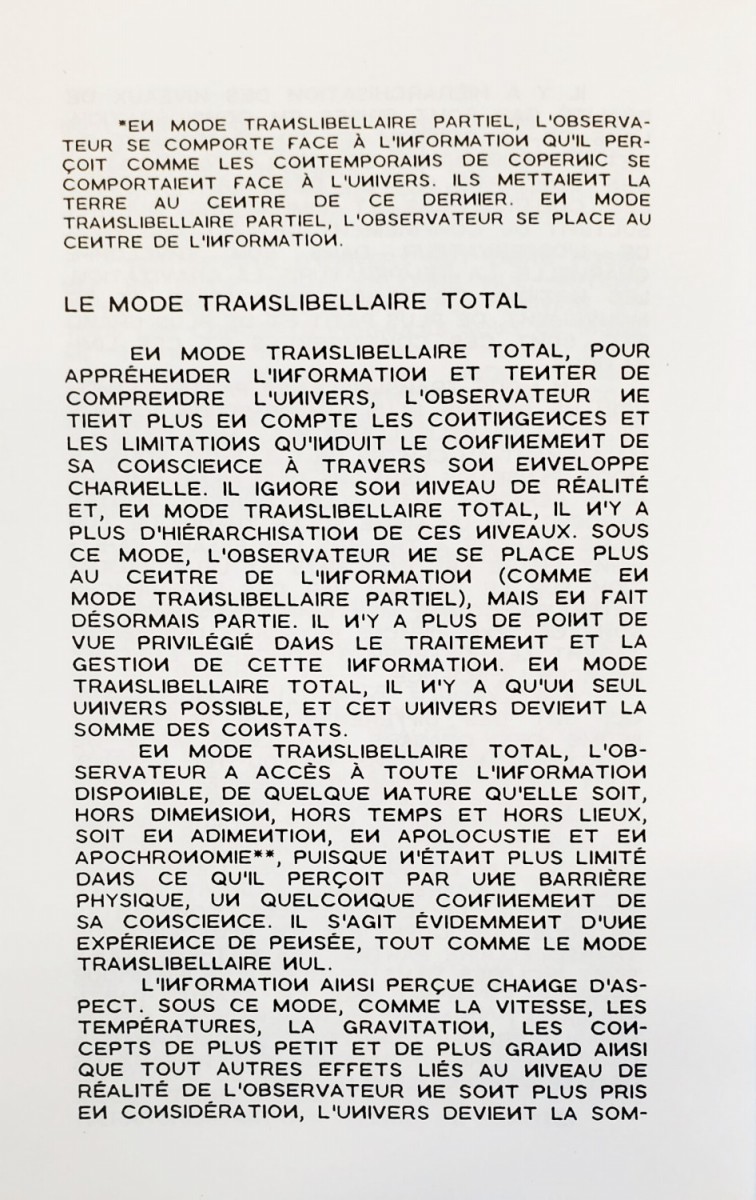 *EN MODE TRANSLIBELLAIRE PARTIEL, L'OBSERVA-
TEUR SE COMPORTE FACE À L'INFORMATION QU'IL PER-
ÇOIT COMME LES CONTEMPORAINS DE COPERNIC SE
COMPORTAIENT FACE À L'UNIVERS. ILS METTAIENT LA
TERRE AU CENTRE DE CE DERNIER. EN MODE
TRANSLIBELLAIRE PARTIEL, L'OBSERVATEUR SE PLACE AU
CENTRE DE L'INFORMATION.
LE MODE TRANSLIBELLAIRE TOTAL
EN MODE TRANSLIBELLAIRE TOTAL, POUR
APPRÉHENDER L'INFORMATION ET TENTER DE
COMPRENDRE L'UNIVERS, L'OBSERVATEUR NE
TIENT PLUS EN COMPTE LES CONTINGENCES ET
LES LIMITATIONS QU'INDUIT LE CONFINEMENT DE
SA CONSCIENCE À TRAVERS SON ENVELOPPE
CHARNELLE. IL IGNORE SON NIVEAU DE RÉALITÉ
ET, EN MODE TRANSLIBELLAIRE TOTAL, IL N'Y A
PLUS D'HIÉRARCHISATION DE CES NIVEAUX. SOUS
CE MODE, L'OBSERVATEUR NE SE PLACE PLUS
AU CENTRE DE L'INFORMATION (COMME EN
MODE TRANSLIBELLAIRE PARTIEL), MAIS EN FAIT
DÉSORMAIS PARTIE. IL N'Y A PLUS DE POINT DE
VUE PRIVILÉGIÉ DANS LE TRAITEMENT ET LA
GESTION DE CETTE INFORMATION. EN MODE
TRANSLIBELLAIRE TOTAL, IL N'Y A QU'UN SEUL
UNIVERS POSSIBLE, ET CET UNIVERS DEVIENT LA
SOMME DES CONSTATS.
EN MODE TRANSLIBELLAIRE TOTAL, L'OB-
SERVATEUR A ACCÈS À TOUTE L'INFORMATION
DISPONIBLE, DE QUELQUE NATURE QU'ELLE SOIT,
HORS DIMENSION, HORS TEMPS ET HORS LIEUX,
SOIT EN ADIMENTION, EN APOLOCUSTIE ET EN
APOCHRONOMIE**, PUISQUE N'ÉTANT PLUS LIMITÉ
DANS CE QU'IL PERÇOIT PAR UNE BARRIÈRE
PHYSIQUE, UN QUELCONQUE CONFINEMENT DE
SA CONSCIENCE. IL S'AGIT ÉVIDEMMENT D'UNE
EXPÉRIENCE DE PENSÉE, TOUT COMME LE MODE
TRANSLIBELLAIRE NUL.
L'INFORMATION AINSI PERÇUE CHANGE D'AS-
PECT. SOUS CE MODE, COMME LA VITESSE, LES
TEMPÉRATURES, LA GRAVITATION, LES CON-
CEPTS DE PLUS PETIT ET DE PLUS GRAND AINSI
QUE TOUT AUTRES EFFETS LIÉS AU NIVEAU DE
RÉALITÉ DE L'OBSERVATEUR NE SONT PLUS PRIS
EN CONSIDÉRATION, L'UNIVERS DEVIENT LA SOM-